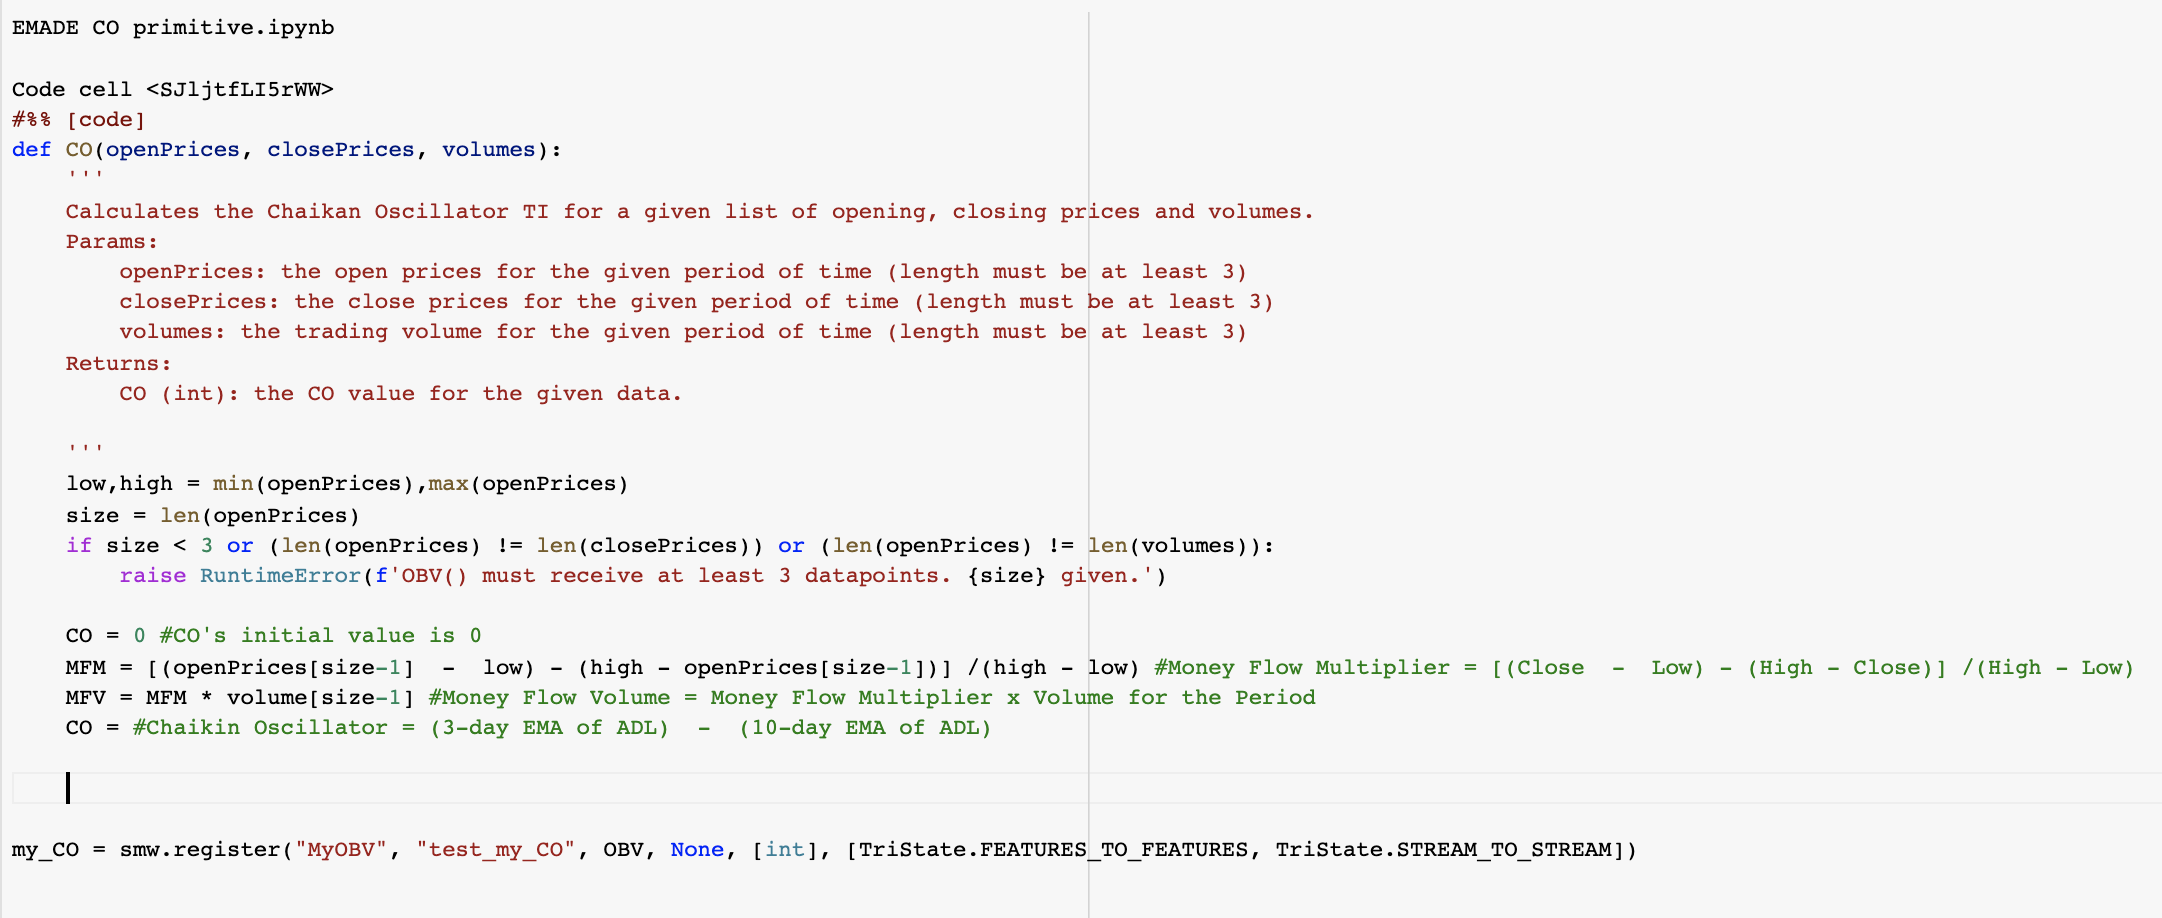 EMADE CO primitive.ipynb
Code cell <SJljtfLI5rWW>
#%% [code]
def CO(openPrices, closePrices, volumes):
    '''
    Calculates the Chaikan Oscillator TI for a given list of opening, closing prices and volumes.
    Params:
        openPrices: the open prices for the given period of time (length must be at least 3)
        closePrices: the close prices for the given period of time (length must be at least 3)
        volumes: the trading volume for the given period of time (length must be at least 3)
    Returns:
        CO (int): the CO value for the given data.
    '''
    low,high = min(openPrices),max(openPrices)
    size = len(openPrices)
    if size < 3 or (len(openPrices) != len(closePrices)) or (len(openPrices) != len(volumes)):
        raise RuntimeError(f'OBV() must receive at least 3 datapoints. {size} given.')
    CO = 0 #CO's initial value is 0
    MFM = [(openPrices[size-1]  -  low) - (high - openPrices[size-1])] /(high - low) #Money Flow Multiplier = [(Close  -  Low) - (High - Close)] /(High - Low)
    MFV = MFM * volume[size-1] #Money Flow Volume = Money Flow Multiplier x Volume for the Period
    CO = #Chaikin Oscillator = (3-day EMA of ADL)  -  (10-day EMA of ADL)
my_CO = smw.register("MyOBV", "test_my_CO", OBV, None, [int], [TriState.FEATURES_TO_FEATURES, TriState.STREAM_TO_STREAM])